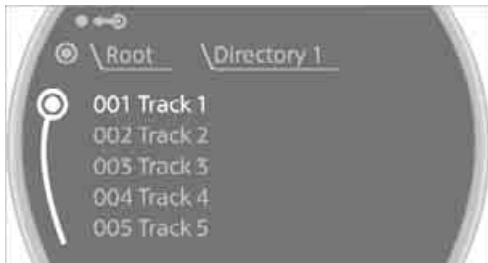 \Root \Directory 1
001 Track 1
002 Track 2
003 Track 3
004 Track 4
005 Track 5